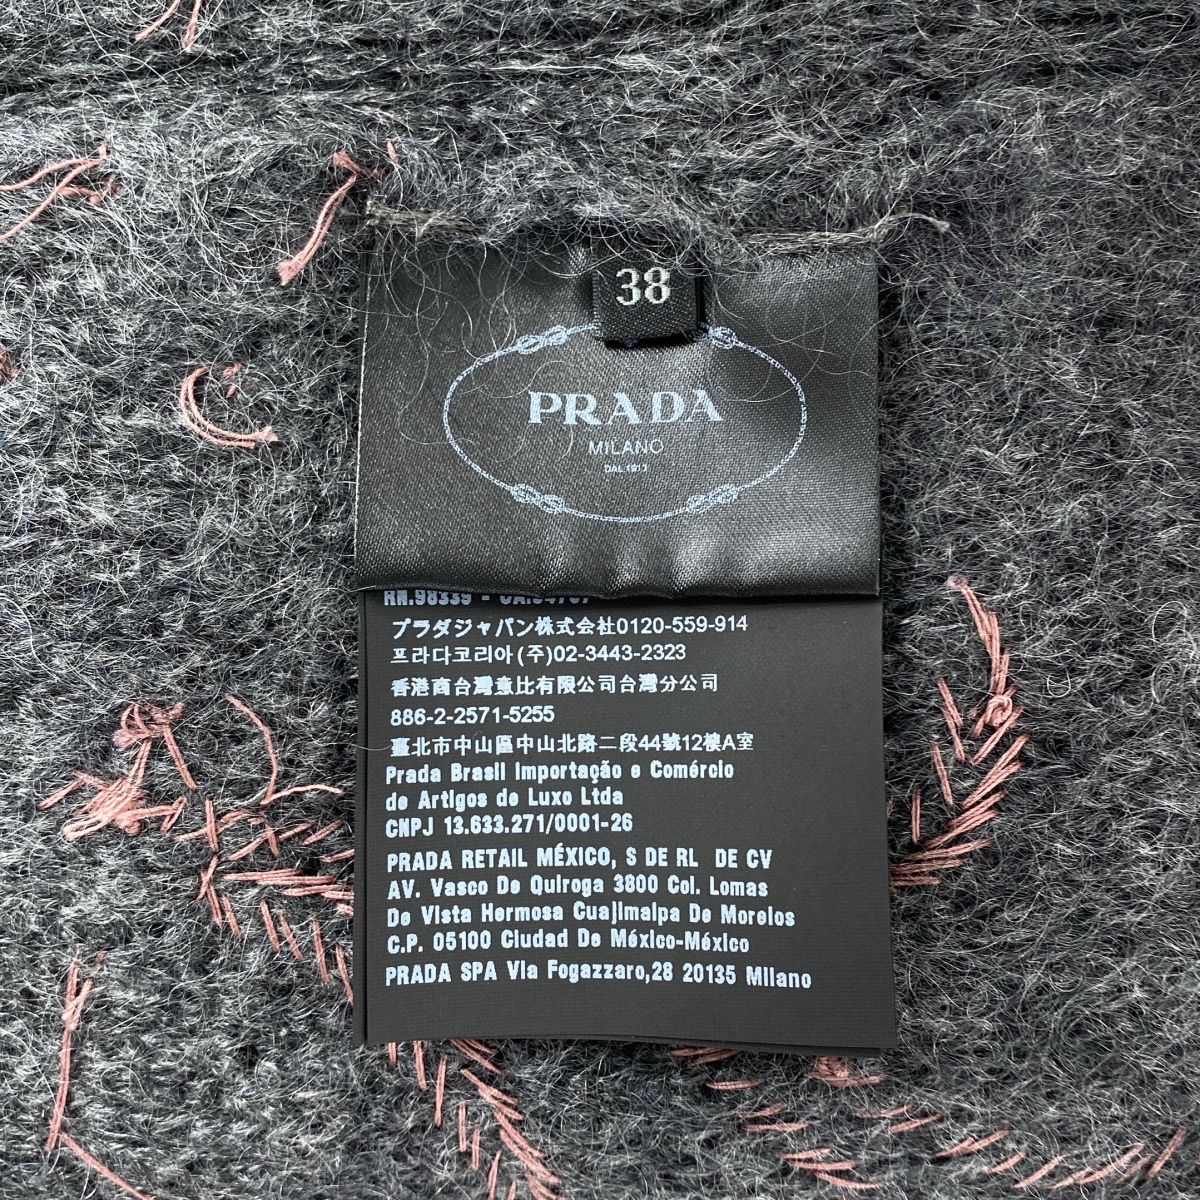 38
PRADA
MILANO
DAL 1913
RN.98339 -
プラダジャパン株式会社0120-559-914
프라다코리아(주)02-3443-2323
香港商台灣意比有限公司台灣分公司
886-2-2571-5255
臺北市中山區中山北路二段44號12樓A室
Prada Brasil Importação e Comércio
de Artigos de Luxo Ltda
CNPJ 13.633.271/0001-26
PRADA RETAIL MÉXICO, S DE RL DE CV
AV. Vasco De Quiroga 3800 Col. Lomas
De Vista Hermosa Cuajimalpa De Morelos
C.P. 05100 Ciudad De México-México
PRADA SPA Via Fogazzaro,28 20135 Milano